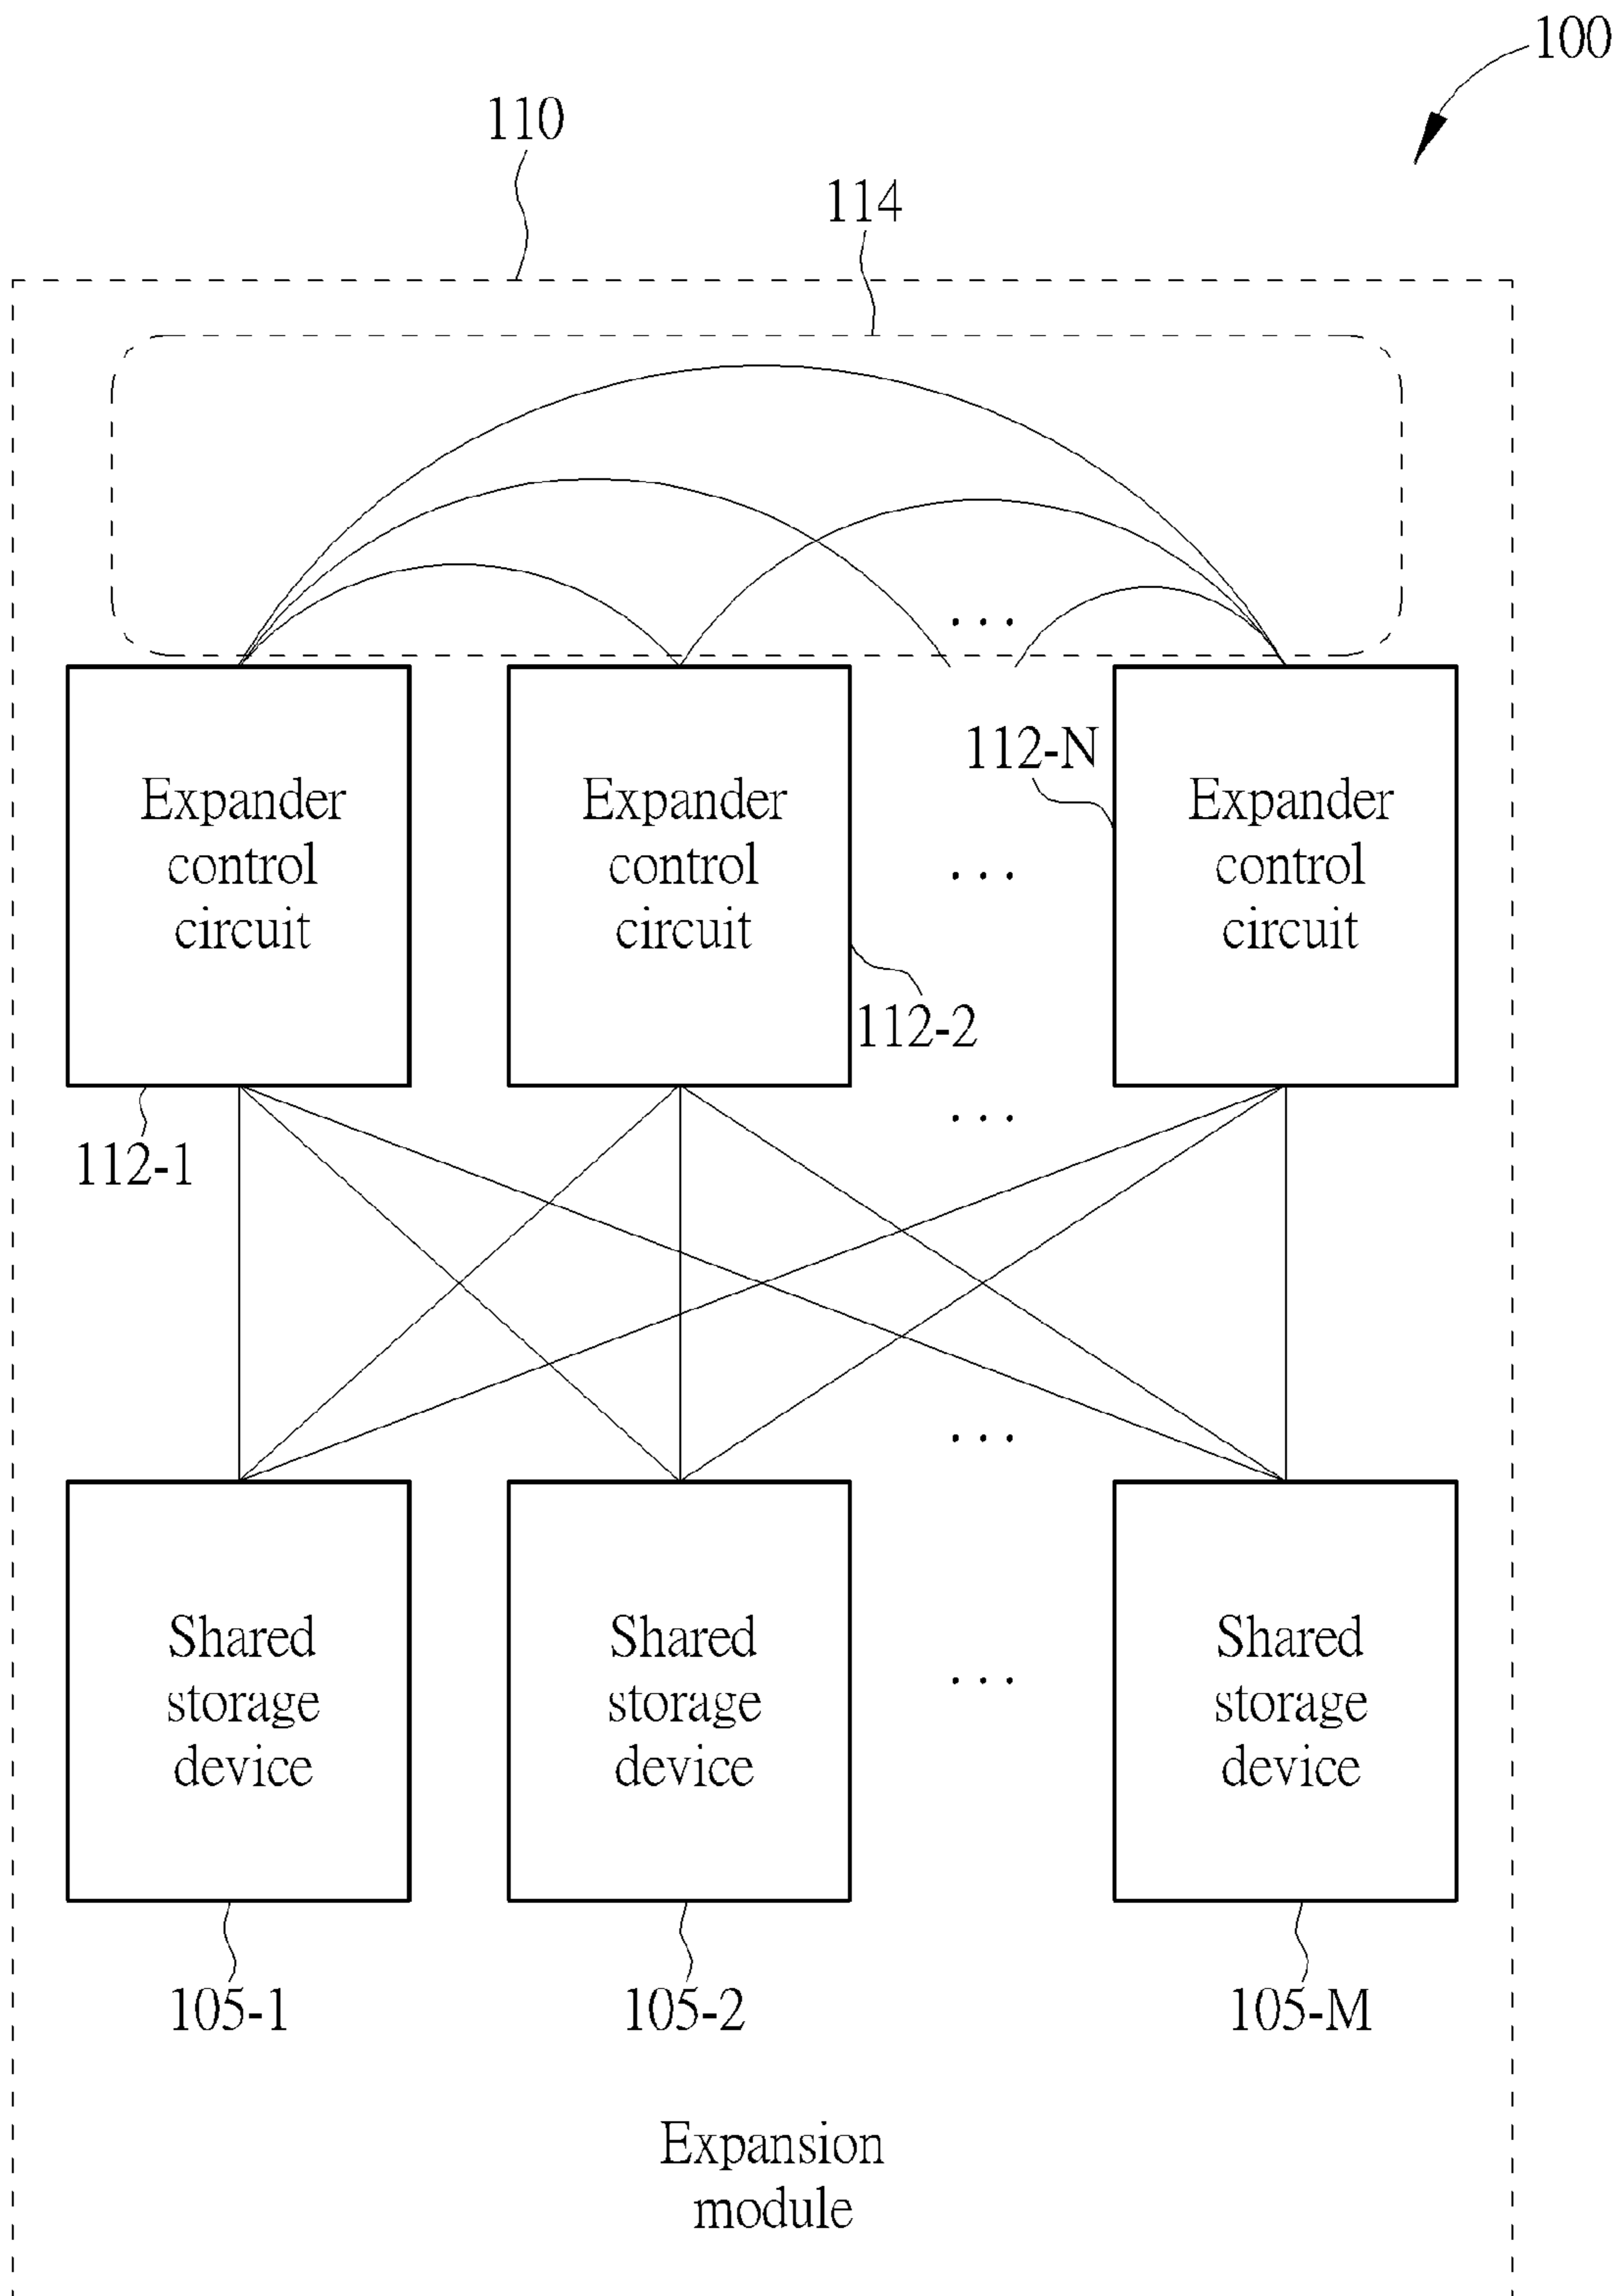 100
110
114
112-N
Expander
control
circuit
Expander
control
circuit
Expander
control
circuit
...
...
112-2
112-1
...
...
Shared
storage
device
Shared
storage
device
...
Shared
storage
device
105-1
105-2
105-M
Expansion
module